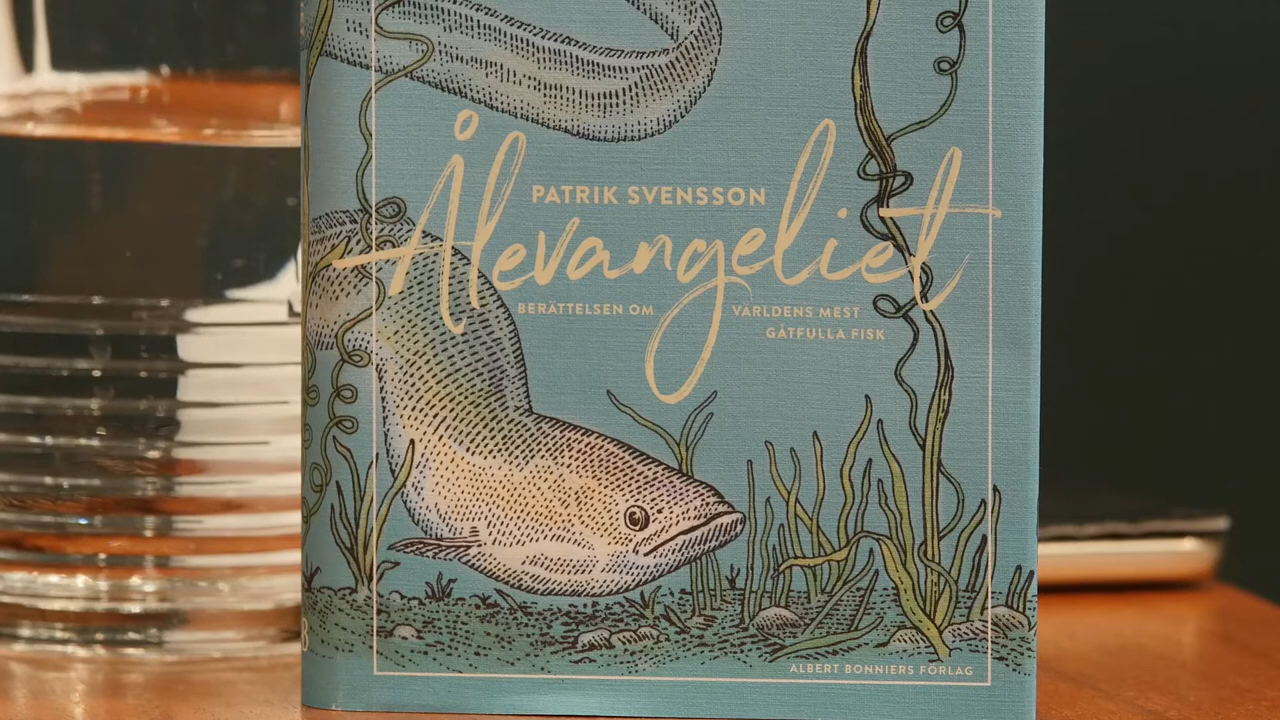 PATRIK SVENSSON
Ålevangeliet
BERÄTTELSEN OM VÄRLDENS MEST
GÅTFULLA FISK
ALBERT BONNIERS FÖRLAG